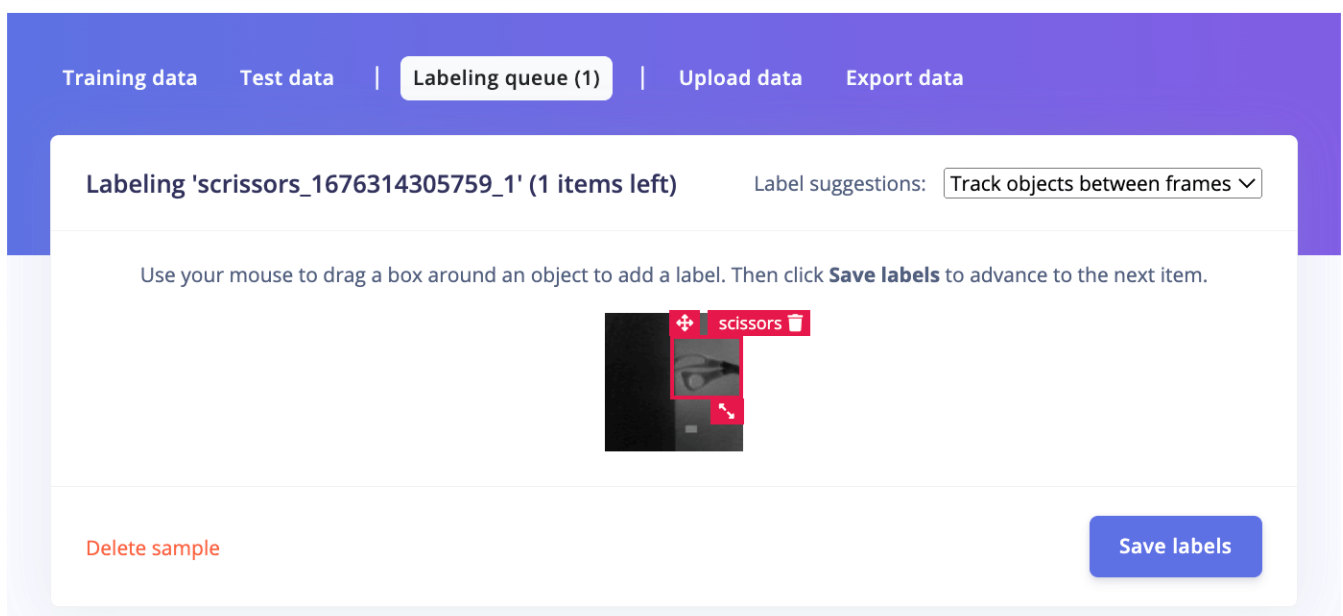 Training data Test data | Labeling queue (1) | Upload data Export data
Labeling 'scrissors_1676314305759_1' (1 items left) Label suggestions: Track objects between frames
Use your mouse to drag a box around an object to add a label. Then click Save labels to advance to the next item.
scissors
Delete sample Save labels